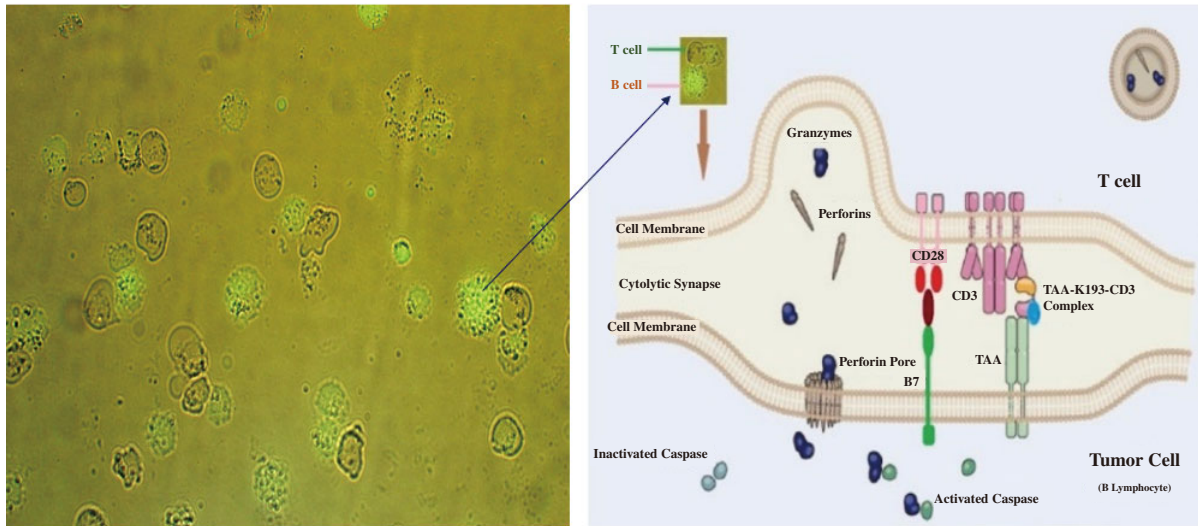 T cell
B cell
Granzymes
T cell
Perforins
Cell Membrane
CD28
Cytolytic Synapse
CD3
TAA-K193-CD3
Complex
Cell Membrane
Perforin Pore
TAA
B7
Inactivated Caspase
Tumor Cell
(B Lymphocyte)
Activated Caspase